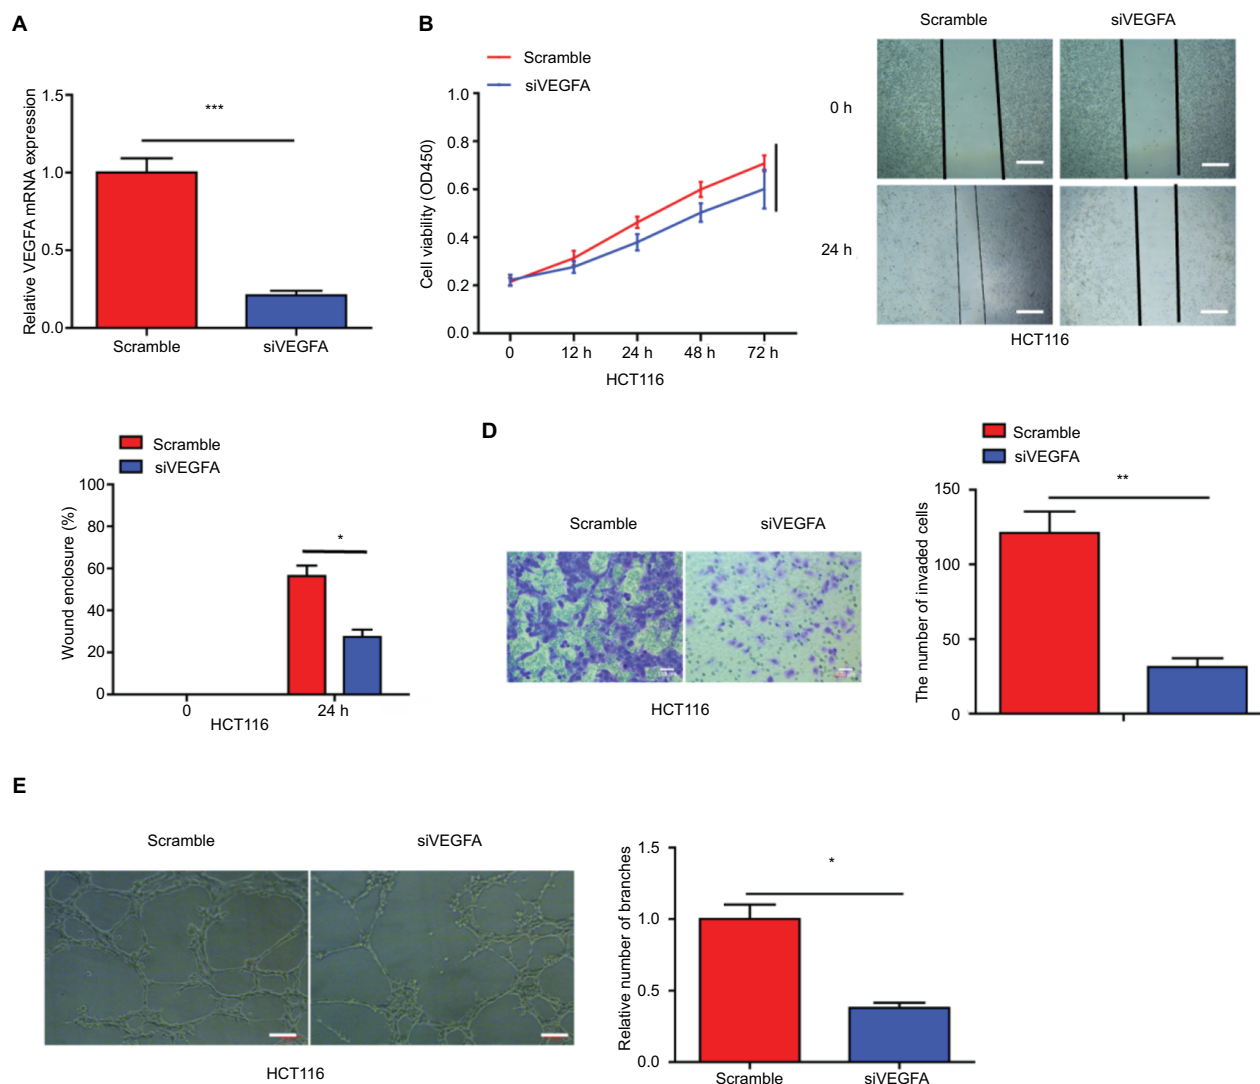 A
Relative VEGFA mRNA expression
1.5
1.0
0.5
0.0
***
Scramble
siVEGFA
B
Scramble
siVEGFA
Cell viability (OD450)
1.0
0.8
0.6
0.4
0.2
0.0
0
12 h
24 h
48 h
72 h
HCT116
Scramble
siVEGFA
0 h
24 h
HCT116
Scramble
siVEGFA
Wound enclosure (%)
100
80
60
40
20
0
*
0
24 h
HCT116
D
Scramble
siVEGFA
HCT116
Scramble
siVEGFA
The number of invaded cells
150
100
50
0
**
E
Scramble
siVEGFA
HCT116
Relative number of branches
1.5
1.0
0.5
0.0
*
Scramble
siVEGFA